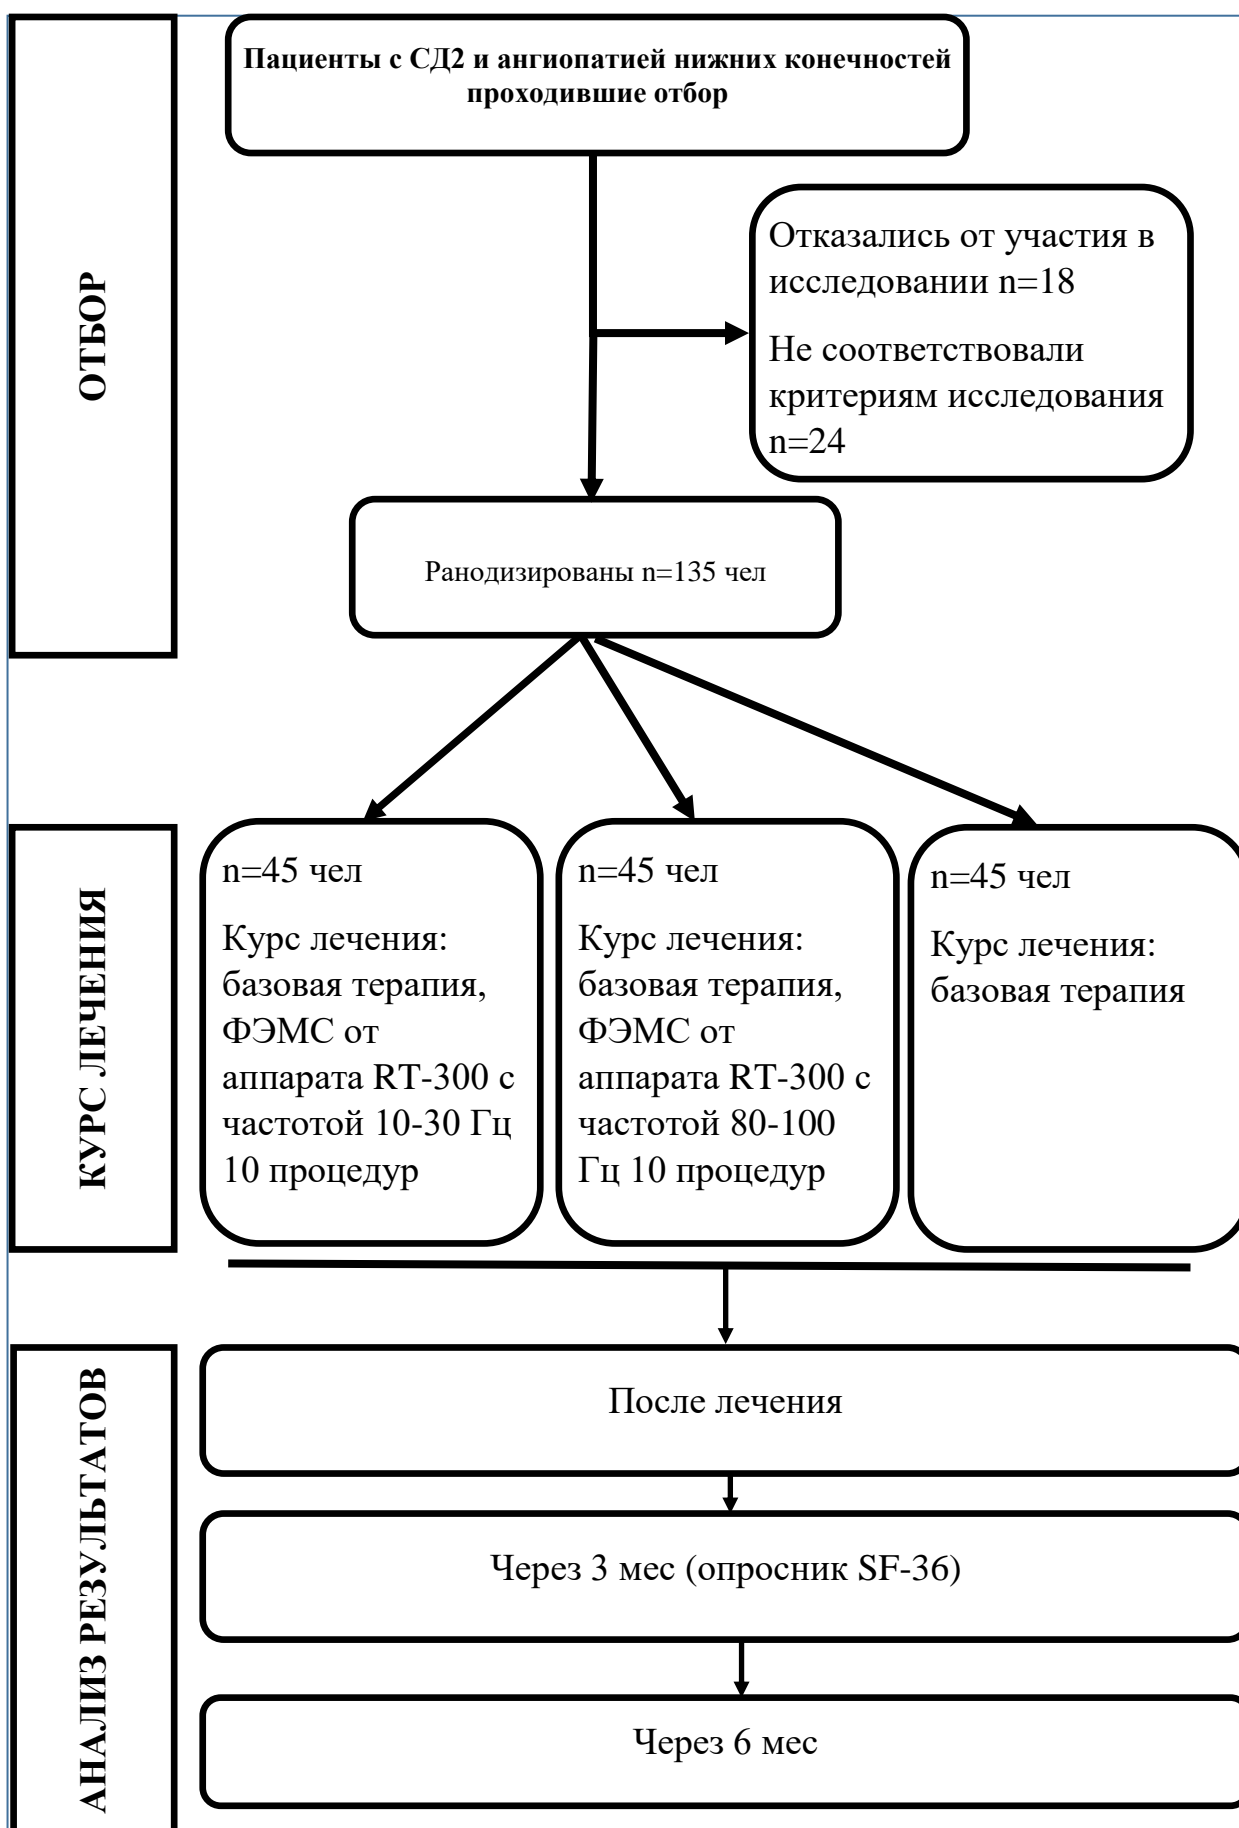 Пациенты с СД2 и ангиопатией нижних конечностей
проходившие отбор
ОТБОР
Отказались от участия в
исследовании n=18
Не соответствовали
критериям исследования
n=24
Ранодизированы n=135 чел
КУРС ЛЕЧЕНИЯ
n=45 чел
Курс лечения:
базовая терапия,
ФЭМС от
аппарата RT-300 с
частотой 10-30 Гц
10 процедур
n=45 чел
Курс лечения:
базовая терапия,
ФЭМС от
аппарата RT-300 с
частотой 80-100
Гц 10 процедур
n=45 чел
Курс лечения:
базовая терапия
АНАЛИЗ РЕЗУЛЬТАТОВ
После лечения
Через 3 мес (опросник SF-36)
Через 6 мес